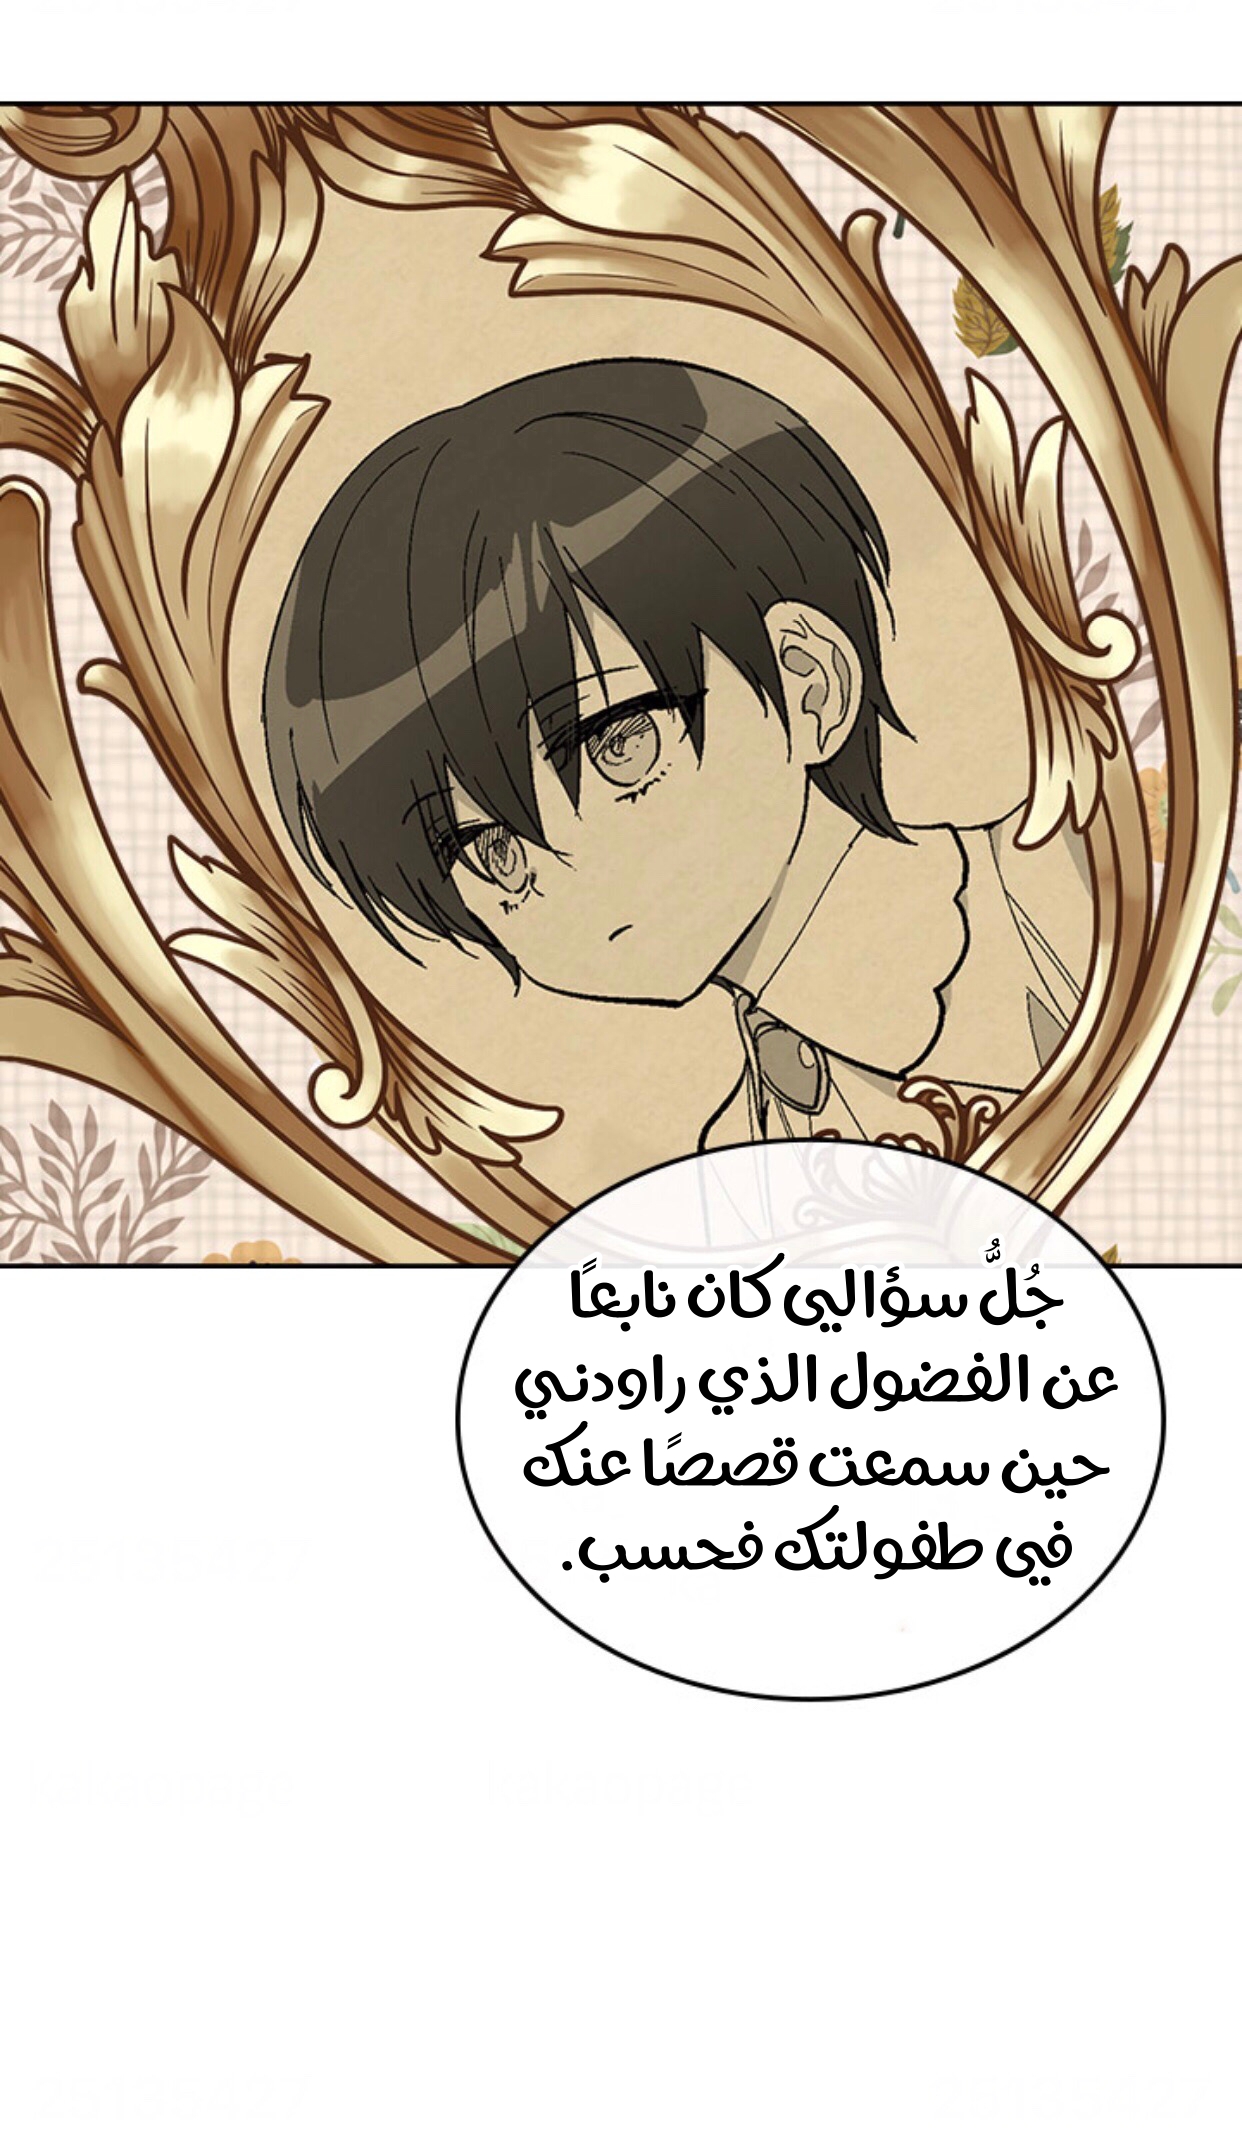 جُلُّ سؤالي كان نابعًا
عن الفضول الذي راودني
حين سمعت قصصًا عنك
في طفولتك فحسب.